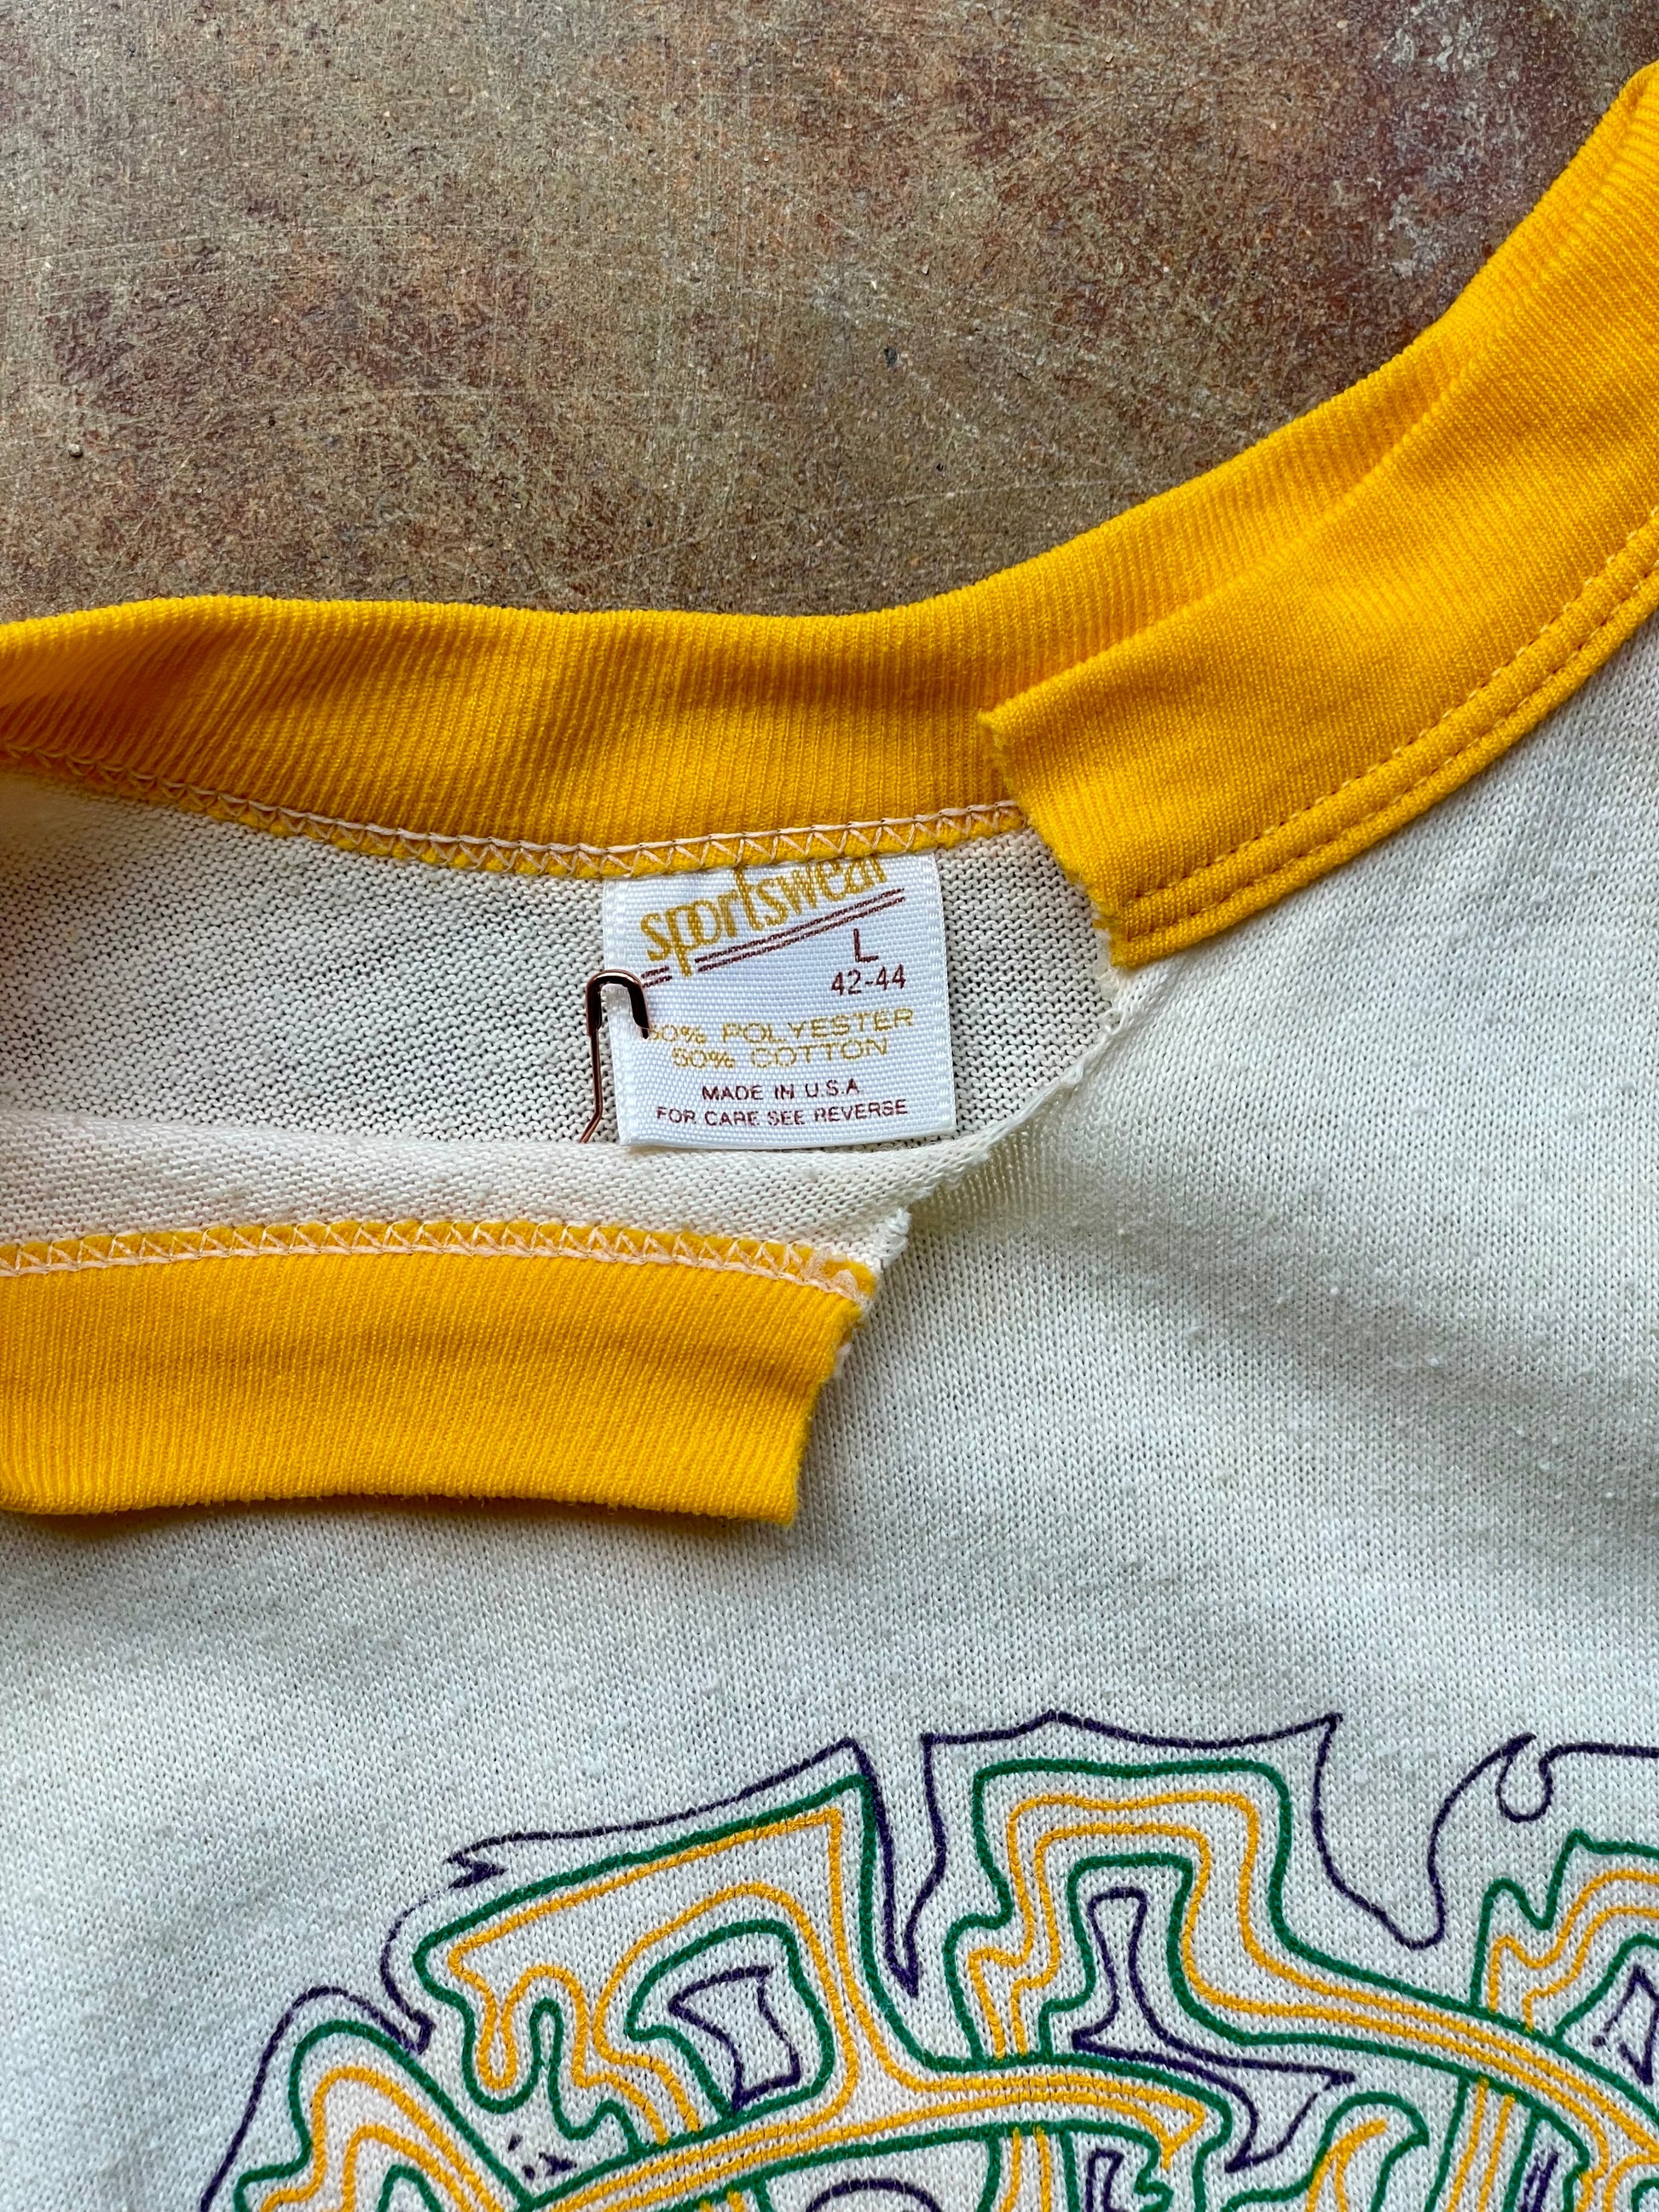 sportswear
L
42-44
50% POLYESTER
50% COTTON
MADE IN U.S.A
FOR CARE SEE REVERSE